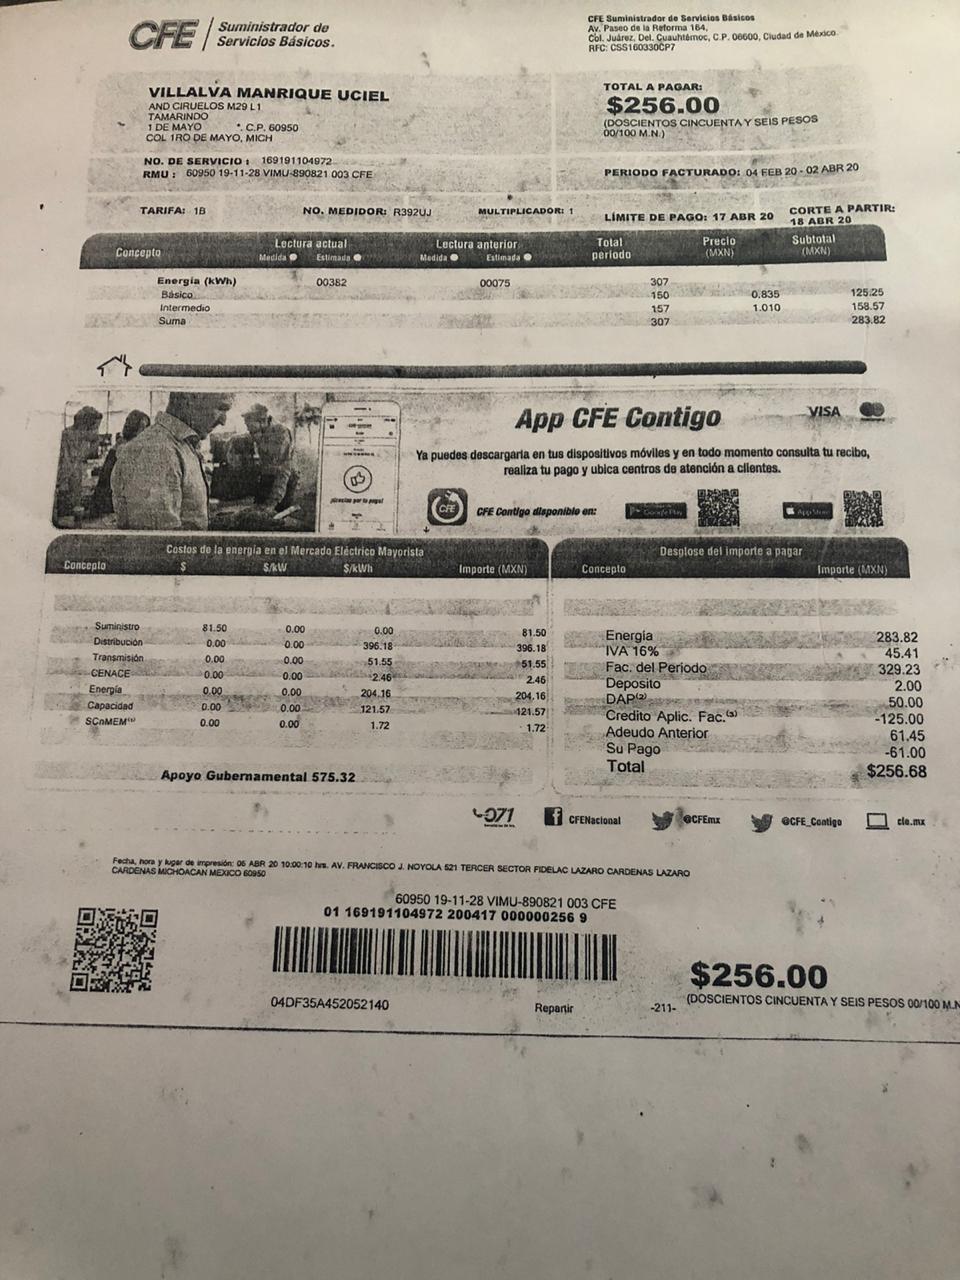 CFE Suministrador de
Servicios Básicos.
CFE Suministrador de Servicios Básicos
Av. Paseo de la Reforma 164,
Col. Juárez, Del. Cuauhtémoc, C.P. 06600, Ciudad de México.
RFC: CSS160330CP7
VILLALVA MANRIQUE UCIEL
AND CIRUELOS M29 L1
TAMARINDO
1 DE MAYO C.P. 60950
COL 1RO DE MAYO, MICH
TOTAL A PAGAR:
$256.00
(DOSCIENTOS CINCUENTA Y SEIS PESOS
00/100 M.N.)
NO. DE SERVICIO : 169191104972
RMU : 60950 19-11-28 VIMU-890821 003 CFE
PERIODO FACTURADO: 04 FEB 20 - 02 ABR 20
TARIFA: 1B NO. MEDIDOR: R392UJ MULTIPLICADOR: 1 LÍMITE DE PAGO: 17 ABR 20 CORTE A PARTIR:
18 ABR 20
Concepto Lectura actual Lectura anterior Total periodo Precio (MXN) Subtotal (MXN)
Medida Estimada Medida Estimada
Energía (kWh) 00382 00075 307
Básico 150 0.835 125.25
Intermedio 157 1.010 158.57
Suma 307 283.82
App CFE Contigo VISA
Ya puedes descargarla en tus dispositivos móviles y en todo momento consulta tu recibo,
realiza tu pago y ubica centros de atención a clientes.
¡Gracias por tu pago!
CFE
CFE Contigo disponible en: Google Play App Store
Costos de la energía en el Mercado Eléctrico Mayorista
Concepto $ $/kW $/kWh Importe (MXN)
Suministro 81.50 0.00 0.00 81.50
Distribución 0.00 0.00 396.18 396.18
Transmisión 0.00 0.00 51.55 51.55
CENACE 0.00 0.00 2.46 2.46
Energía 0.00 0.00 204.16 204.16
Capacidad 0.00 0.00 121.57 121.57
SCnMEM(1) 0.00 0.00 1.72 1.72
Apoyo Gubernamental 575.32
Desglose del importe a pagar
Concepto Importe (MXN)
Energía 283.82
IVA 16% 45.41
Fac. del Periodo 329.23
Deposito 2.00
DAP(2) 50.00
Credito Aplic. Fac.(3) -125.00
Adeudo Anterior 61.45
Su Pago -61.00
Total $256.68
071 CFENacional @CFEmx @CFE_Contigo cfe.mx
Fecha, hora y lugar de impresión: 06 ABR 20 10:00:10 hrs. AV. FRANCISCO J. NOYOLA 521 TERCER SECTOR FIDELAC LAZARO CARDENAS LAZARO
CARDENAS MICHOACAN MEXICO 60950
60950 19-11-28 VIMU-890821 003 CFE
01 169191104972 200417 000000256 9
04DF35A452052140 Repartir -211-
$256.00
(DOSCIENTOS CINCUENTA Y SEIS PESOS 00/100 M.N